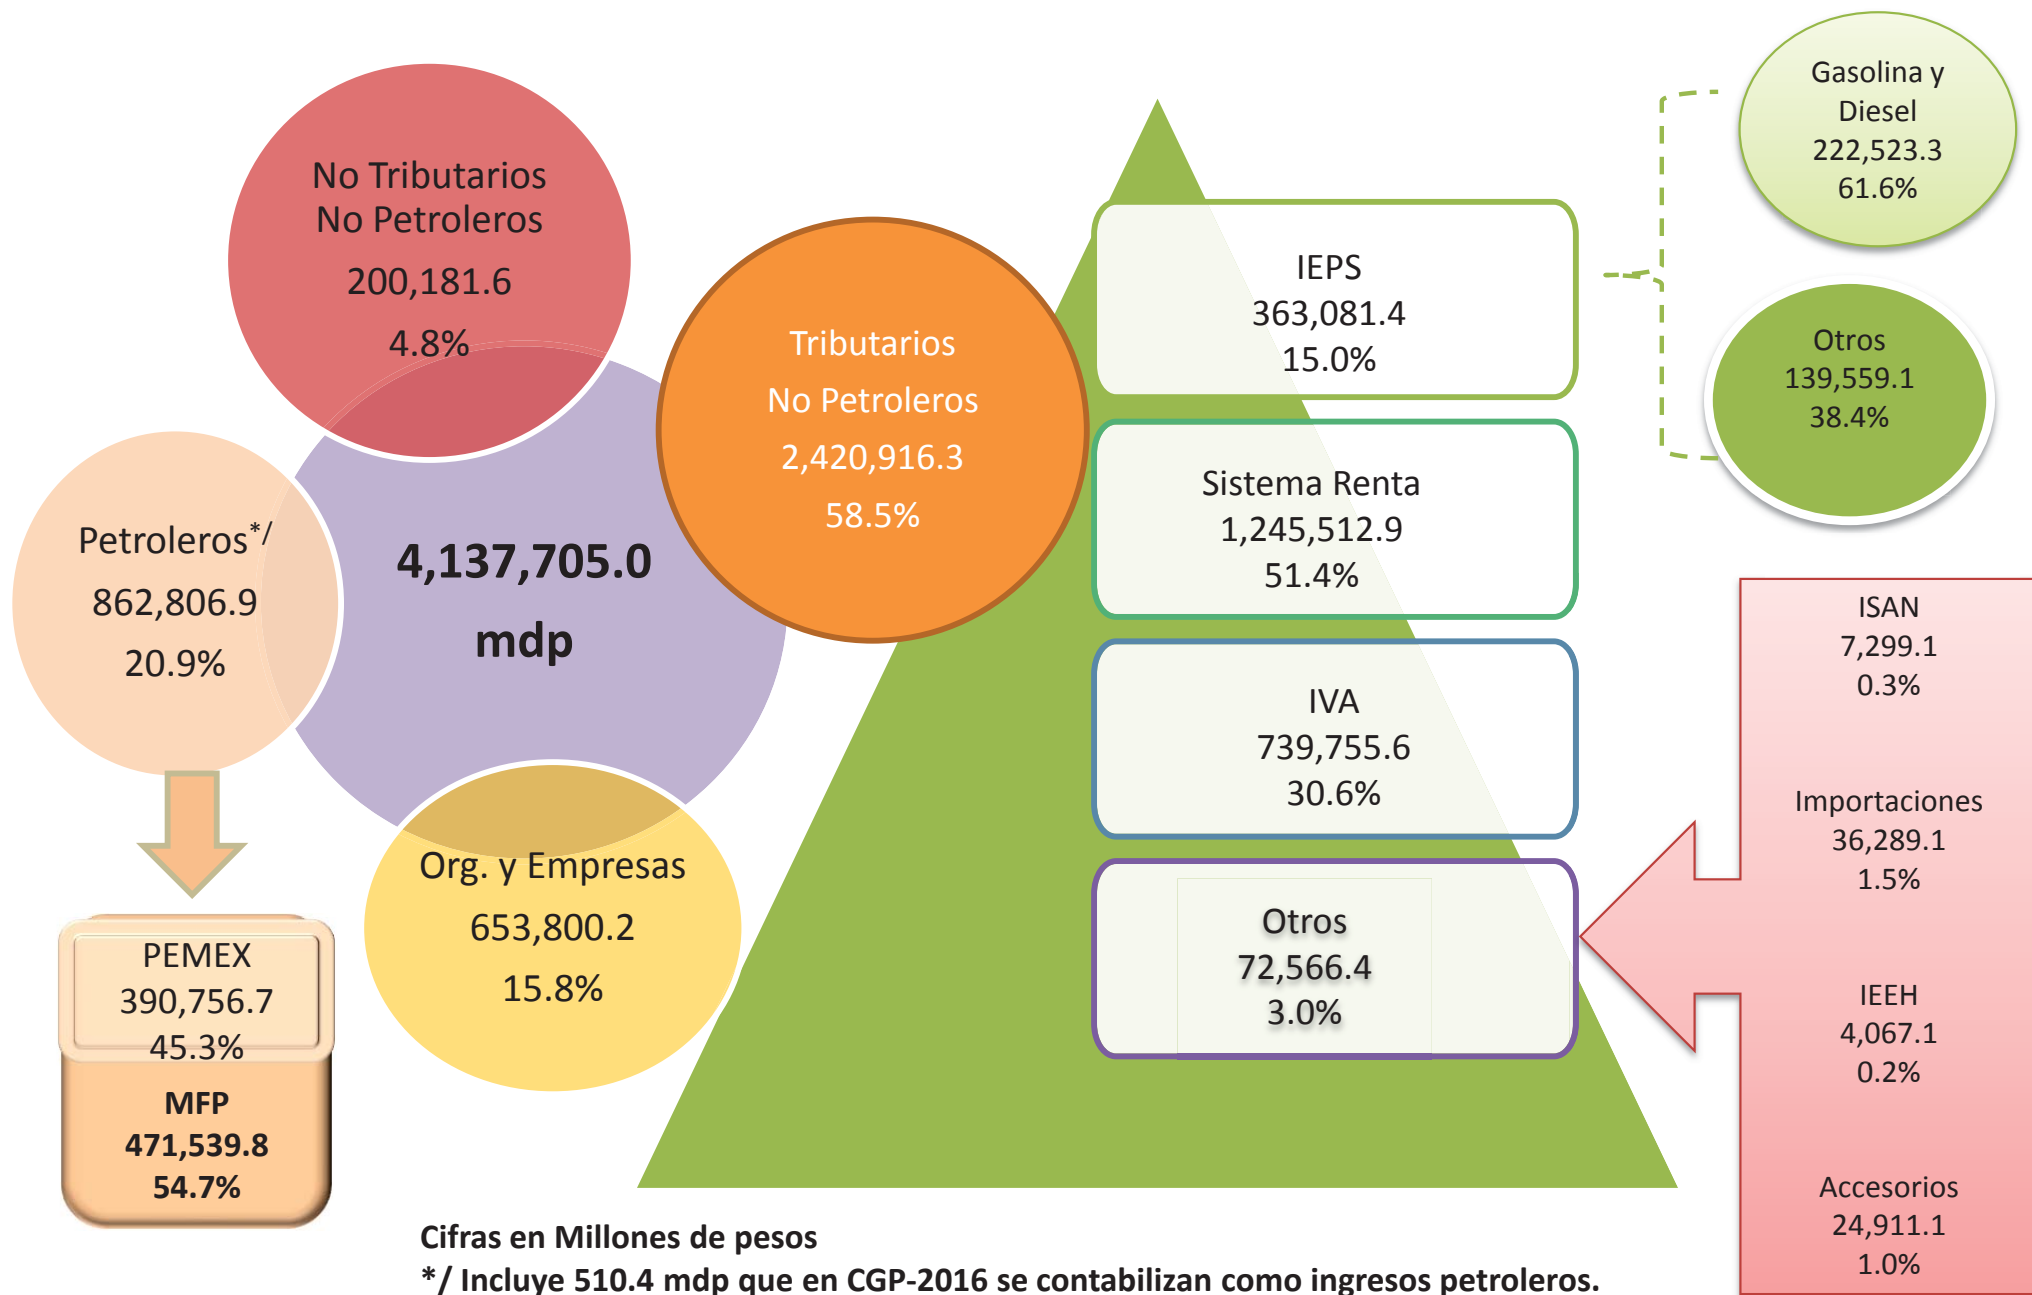 No Tributarios
No Petroleros
200,181.6
4.8%
Tributarios
No Petroleros
2,420,916.3
58.5%
Petroleros*/
862,806.9
20.9%
4,137,705.0
mdp
Org. y Empresas
653,800.2
15.8%
PEMEX
390,756.7
45.3%
MFP
471,539.8
54.7%
IEPS
363,081.4
15.0%
Sistema Renta
1,245,512.9
51.4%
IVA
739,755.6
30.6%
Otros
72,566.4
3.0%
Gasolina y
Diesel
222,523.3
61.6%
Otros
139,559.1
38.4%
ISAN
7,299.1
0.3%
Importaciones
36,289.1
1.5%
IEEH
4,067.1
0.2%
Accesorios
24,911.1
1.0%
Cifras en Millones de pesos
*/ Incluye 510.4 mdp que en CGP-2016 se contabilizan como ingresos petroleros.